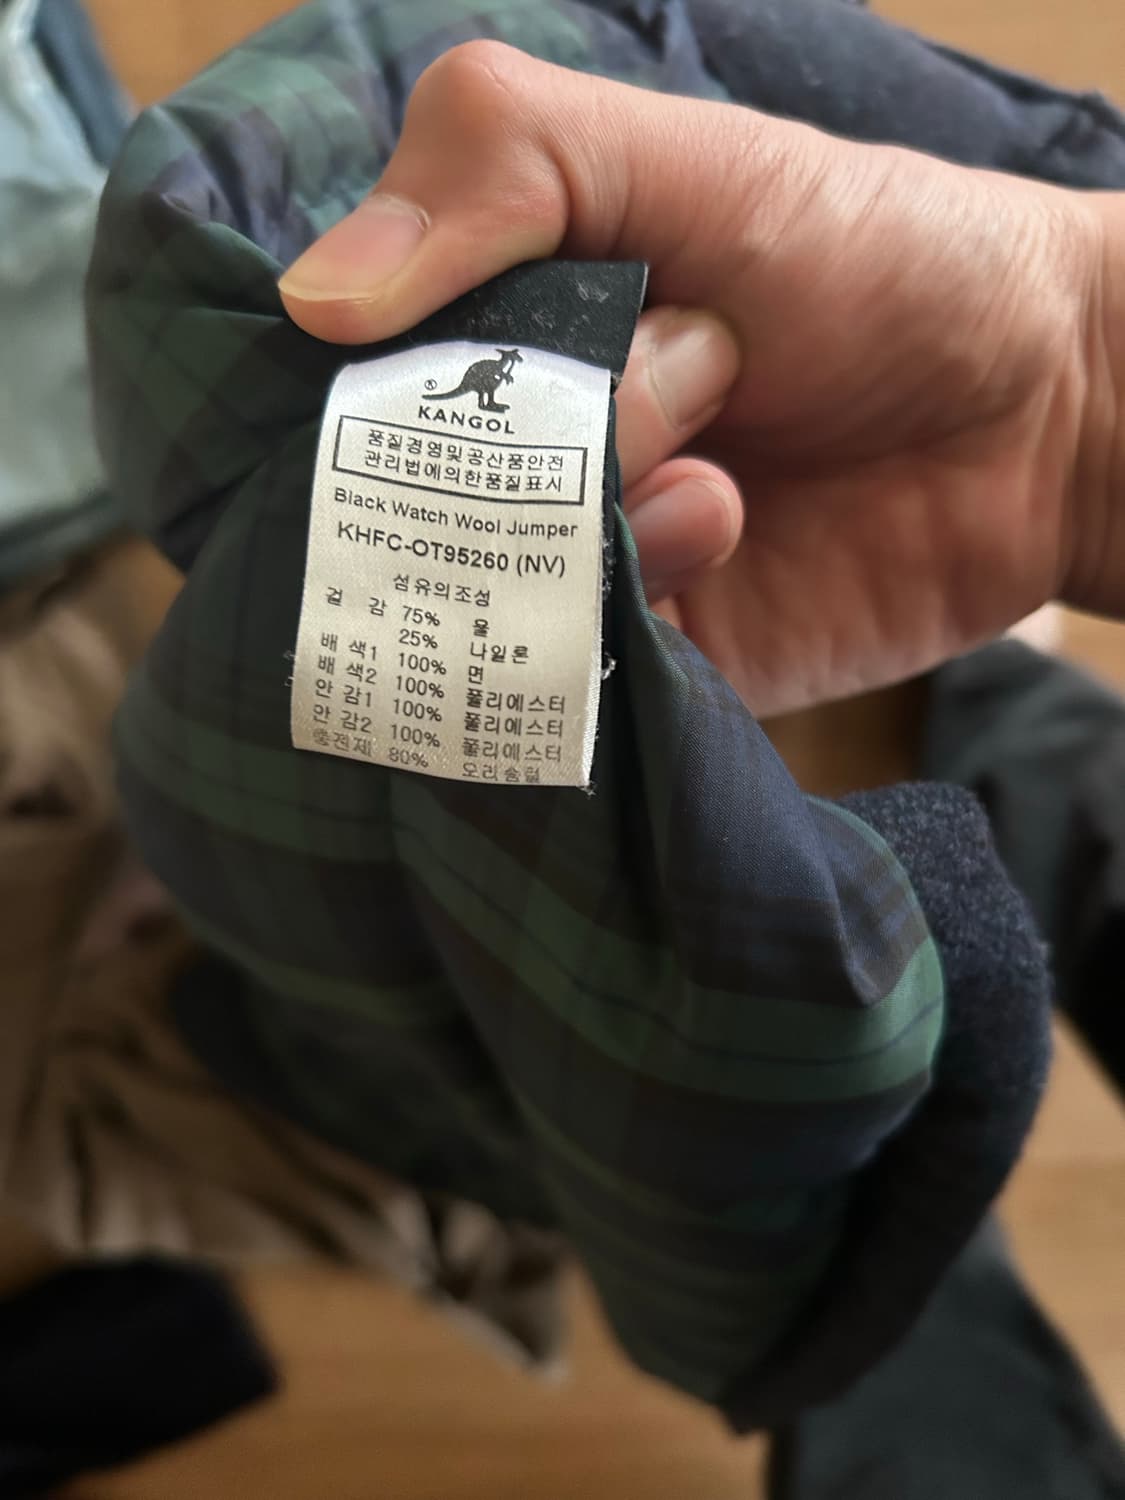 ®
KANGOL
품질경영및공산품안전
관리법에의한품질표시
Black Watch Wool Jumper
KHFC-OT95260 (NV)
섬유의조성
겉 감 75% 울
25% 나일론
배 색1 100% 면
배 색2 100% 폴리에스터
안 감1 100% 폴리에스터
안 감2 100% 폴리에스터
충전재 80% 오리솜털